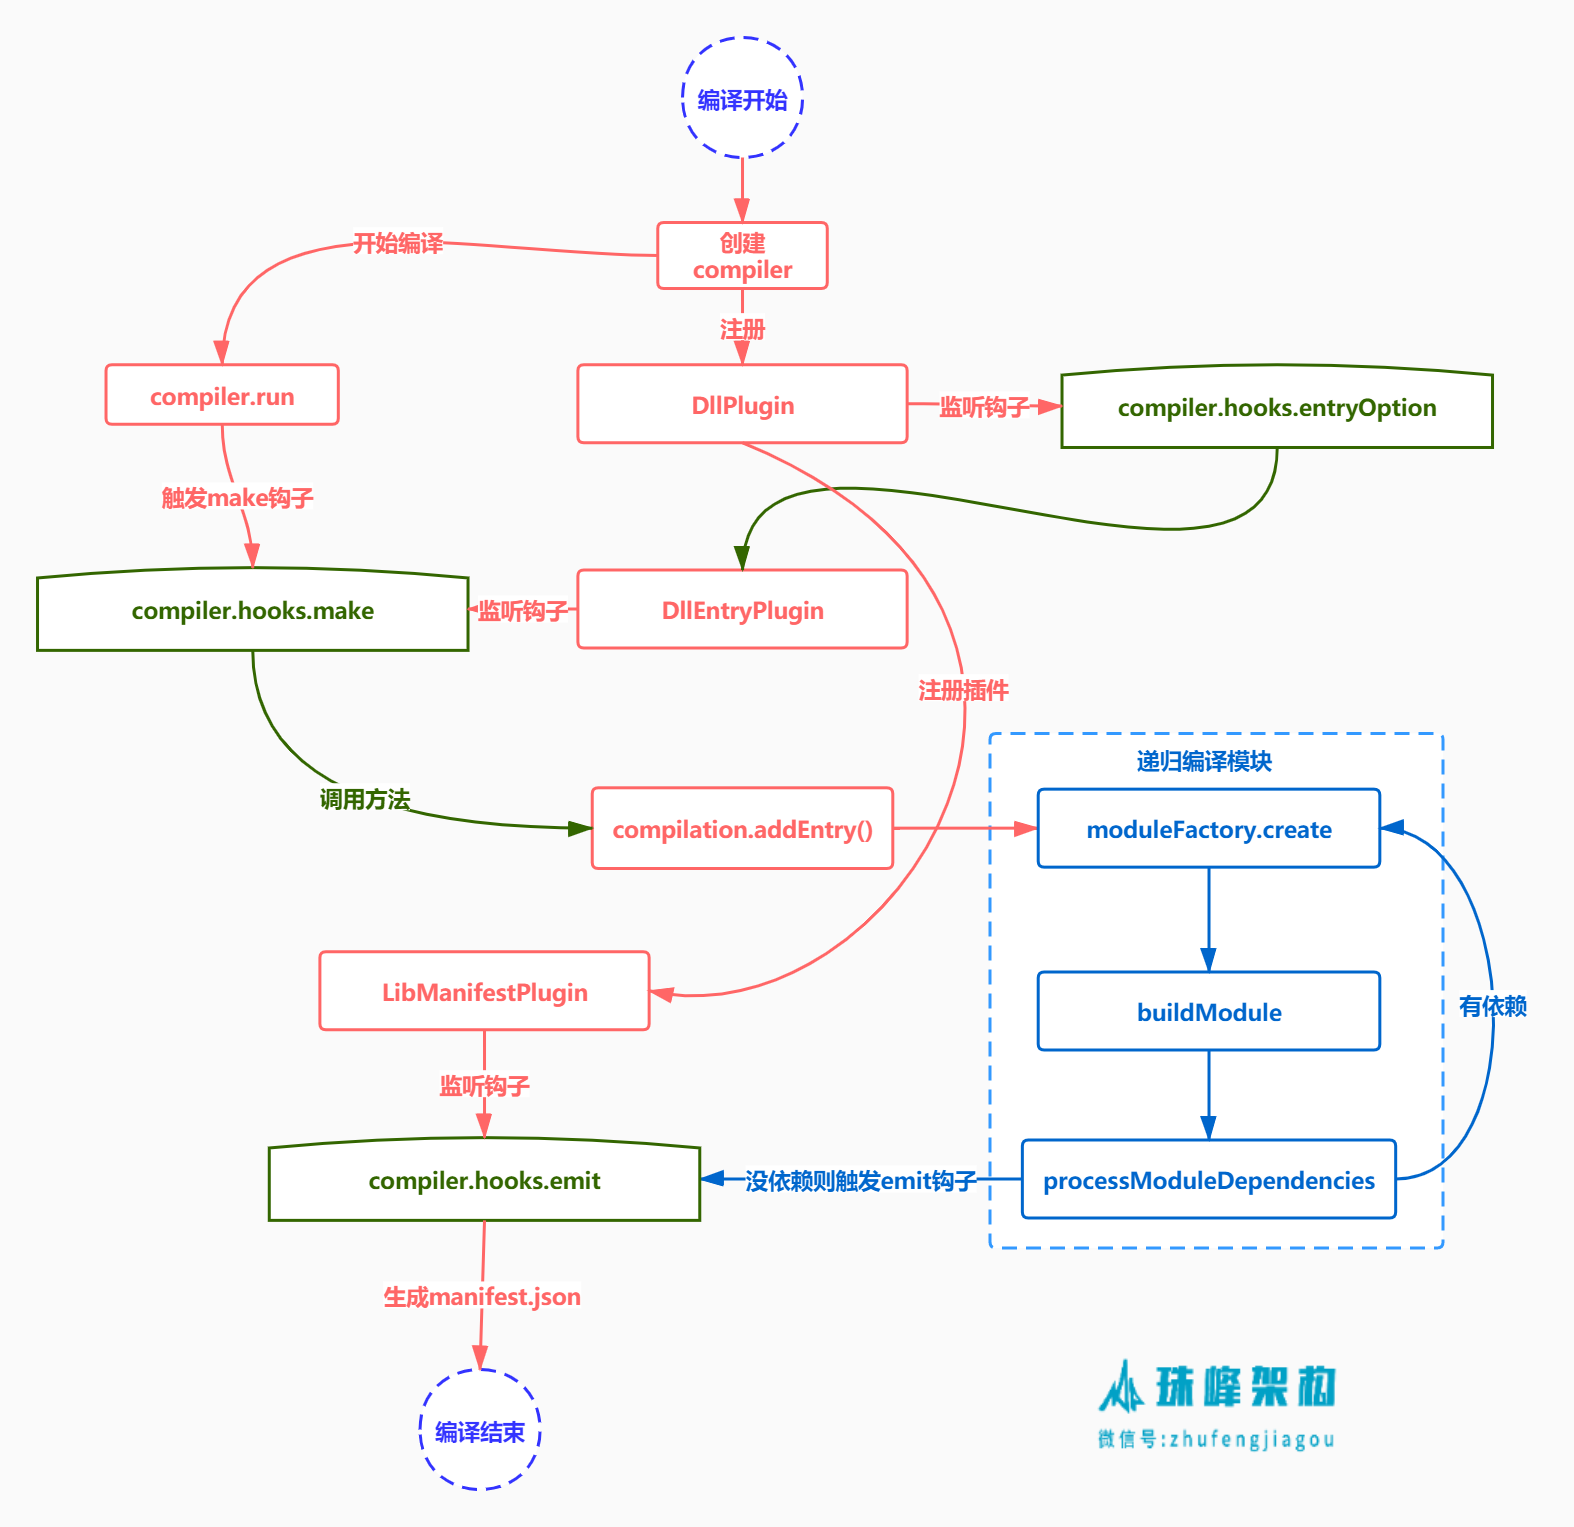 编译开始
创建
compiler
开始编译
注册
compiler.run
DllPlugin
监听钩子
compiler.hooks.entryOption
触发make钩子
compiler.hooks.make
监听钩子
DllEntryPlugin
注册插件
递归编译模块
调用方法
compilation.addEntry()
moduleFactory.create
LibManifestPlugin
buildModule
有依赖
监听钩子
compiler.hooks.emit
没依赖则触发emit钩子
processModuleDependencies
生成manifest.json
编译结束
珠峰架构
微信号:zhufengjiagou